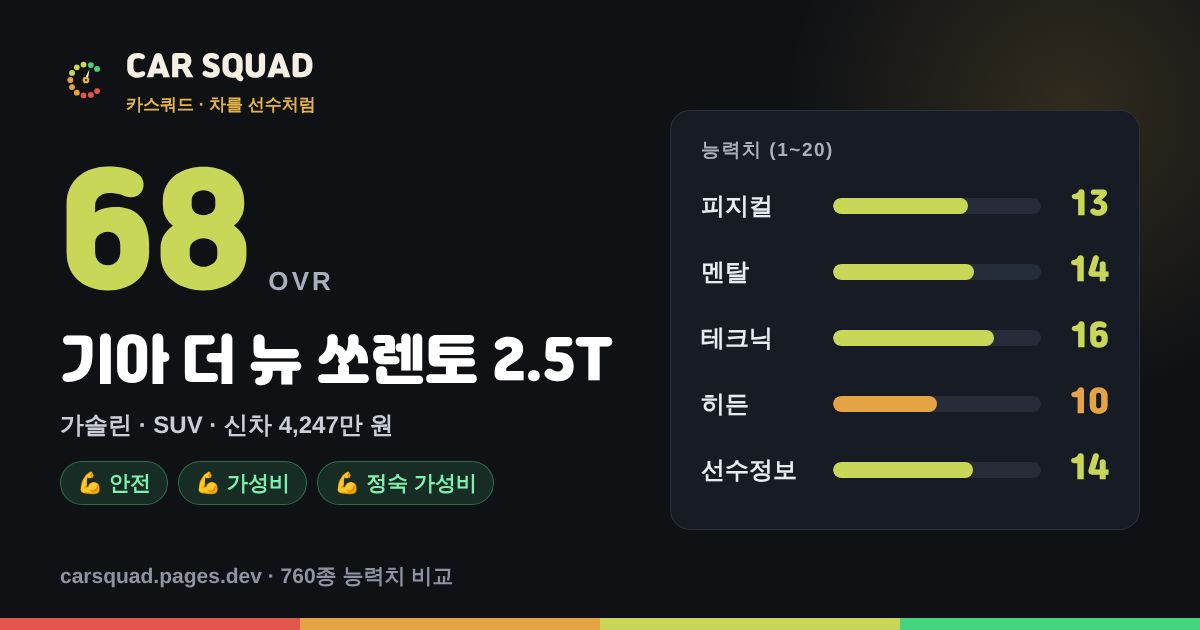 CAR SQUAD
카스쿼드 · 차를 선수처럼
68 OVR
기아 더 뉴 쏘렌토 2.5T
가솔린 · SUV · 신차 4,247만 원
💪 안전
💪 가성비
💪 정숙 가성비
carsquad.pages.dev · 760종 능력치 비교
능력치 (1~20)
피지컬 13
멘탈 14
테크닉 16
히든 10
선수정보 14